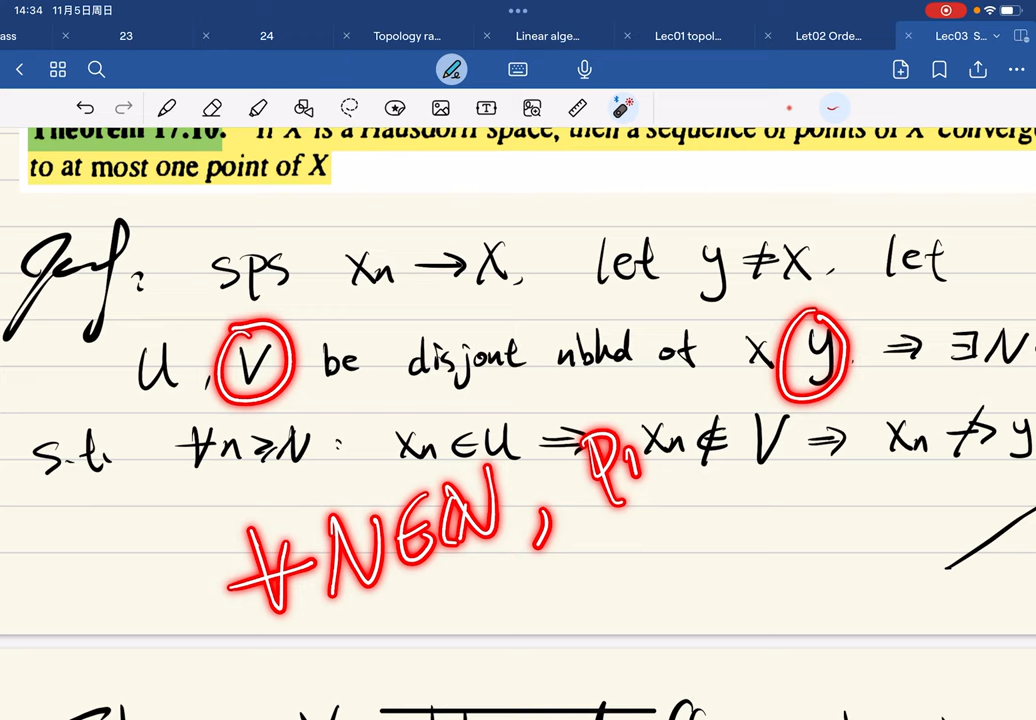 14:34 11月5日周日
ass 23 24 Topology ra... Linear alge... Lec01 topol... Let02 Orde... Lec03 S...
Theorem 17.10. If X is a Hausdorff space, then a sequence of points of X converg
to at most one point of X
sps xn → x, let y ≠ x, let
U, V be disjont nbhd of x y. ⇒ ∃N
s.t. ∀n ≥ N: xn ∈ U ⇒ xn ∉ V ⇒ xn ↛ y
∀N∈N, P1